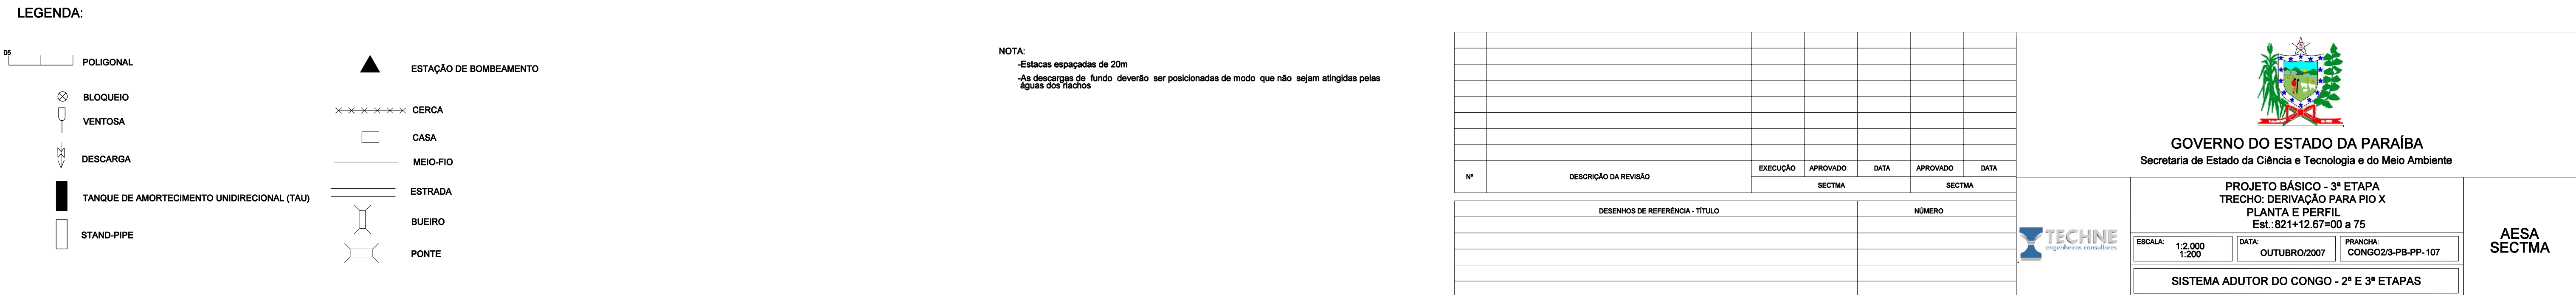 LEGENDA:
05
POLIGONAL
BLOQUEIO
VENTOSA
DESCARGA
TANQUE DE AMORTECIMENTO UNIDIRECIONAL (TAU)
STAND-PIPE
ESTAÇÃO DE BOMBEAMENTO
CERCA
CASA
MEIO-FIO
ESTRADA
BUEIRO
PONTE
NOTA:
-Estacas espaçadas de 20m
-As descargas de fundo deverão ser posicionadas de modo que não sejam atingidas pelas
águas dos riachos
Nº DESCRIÇÃO DA REVISÃO EXECUÇÃO APROVADO DATA APROVADO DATA
SECTMA SECTMA
DESENHOS DE REFERÊNCIA - TÍTULO NÚMERO
GOVERNO DO ESTADO DA PARAÍBA
Secretaria de Estado da Ciência e Tecnologia e do Meio Ambiente
TECHNE
engenheiros consultores
PROJETO BÁSICO - 3ª ETAPA
TRECHO: DERIVAÇÃO PARA PIO X
PLANTA E PERFIL
Est.:821+12.67=00 a 75
ESCALA: 1:2.000
1:200
DATA:
OUTUBRO/2007
PRANCHA:
CONGO2/3-PB-PP-107
SISTEMA ADUTOR DO CONGO - 2ª E 3ª ETAPAS
AESA
SECTMA